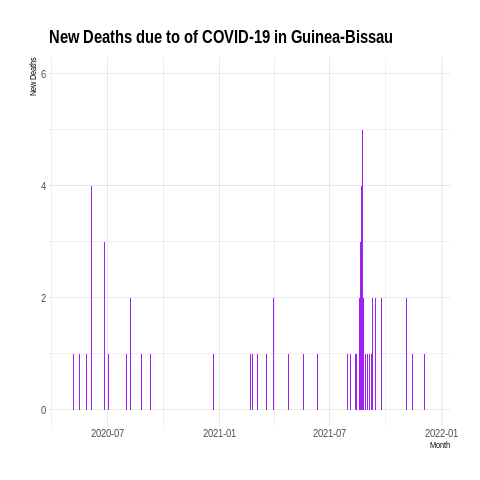 New Deaths due to of COVID-19 in Guinea-Bissau
New Deaths
6
4
2
0
2020-07 2021-01 2021-07 2022-01
Month